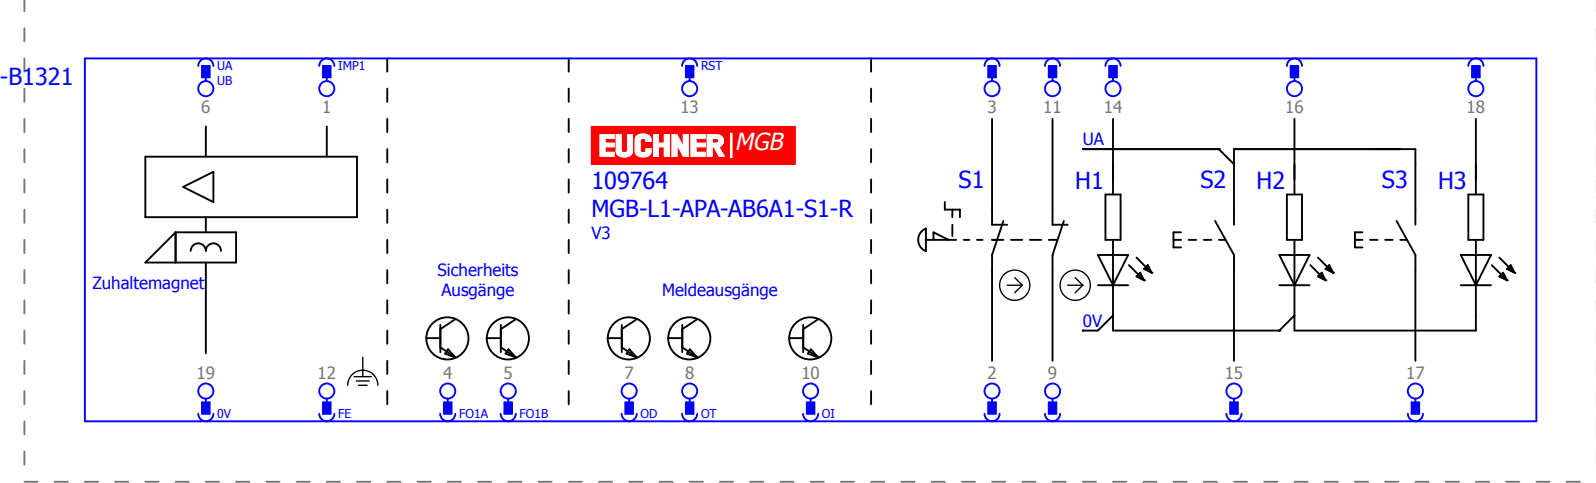 -B1321
UA
UB
IMP1
RST
6
1
13
3
11
14
16
18
EUCHNER|MGB
UA
109764
S1
H1
S2
H2
S3
H3
MGB-L1-APA-AB6A1-S1-R
V3
Zuhaltemagnet
Sicherheits
Ausgänge
Meldeausgänge
0V
19
12
4
5
7
8
10
2
9
15
17
0V
FE
FO1A
FO1B
OD
OT
OI